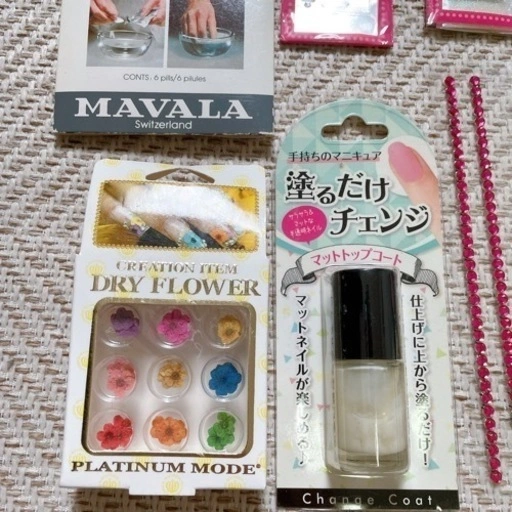 CONTS: 6 pills/6 pilules
MAVALA
Switzerland
CREATION ITEM
DRY FLOWER
PLATINUM MODE
手持ちのマニキュア
塗るだけ
チェンジ
マットトップコート
仕上げに上から塗るだけ！
マットネイルが楽しめる♪
Change Coat